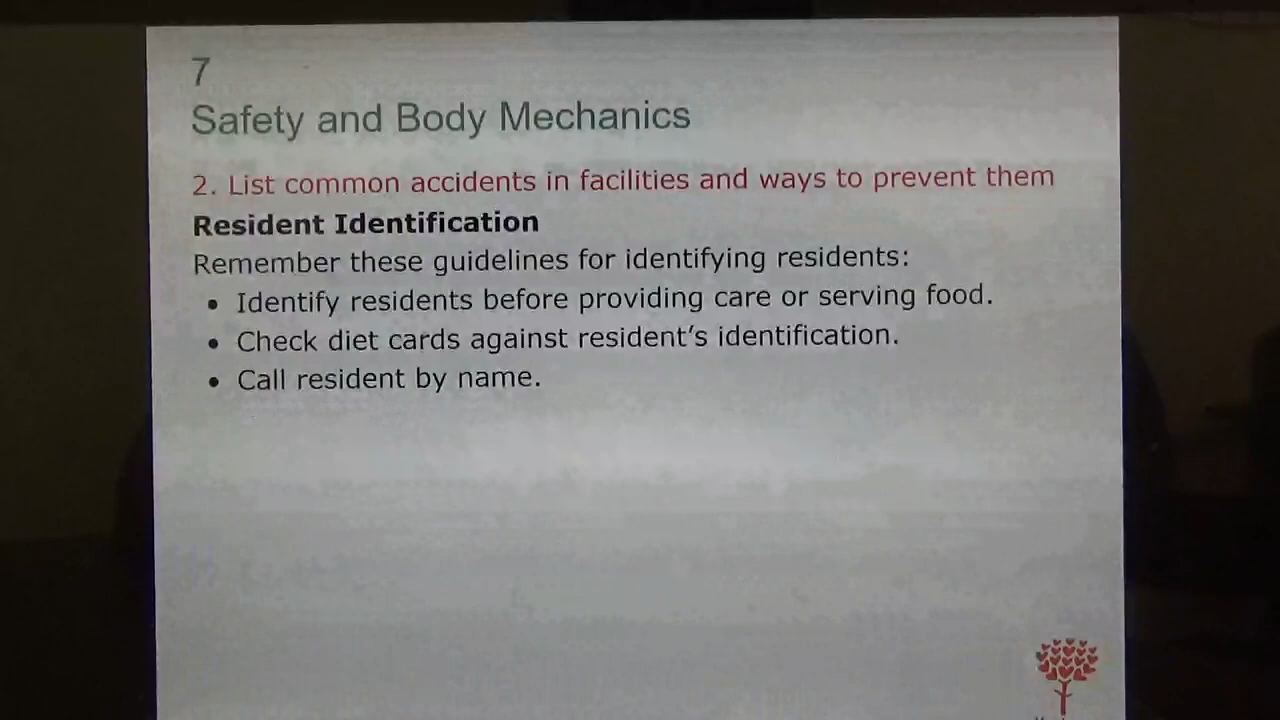 7
Safety and Body Mechanics
2. List common accidents in facilities and ways to prevent them
Resident Identification
Remember these guidelines for identifying residents:
• Identify residents before providing care or serving food.
• Check diet cards against resident's identification.
• Call resident by name.